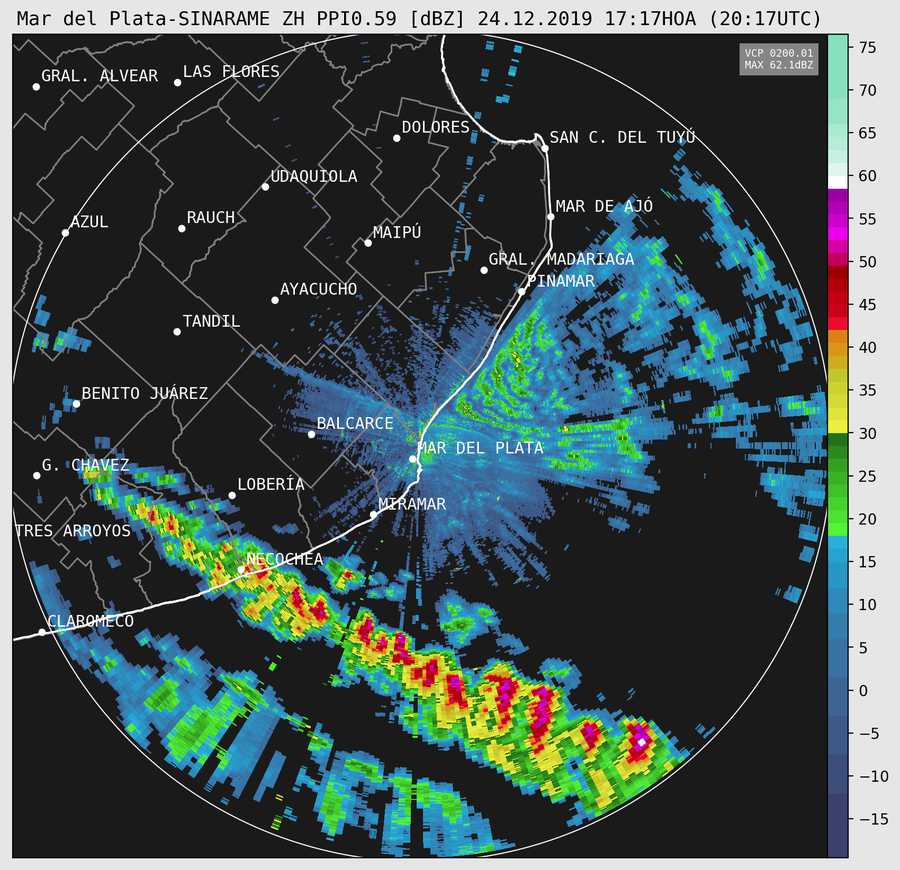 Mar del Plata-SINARAME ZH PPI0.59 [dBZ] 24.12.2019 17:17HOA (20:17UTC)
VCP 0200.01
MAX 62.1dBZ
75
GRAL. ALVEAR
LAS FLORES
70
DOLORES
SAN C. DEL TUYÚ
65
UDAQUIOLA
60
AZUL
RAUCH
MAIPÚ
MAR DE AJÓ
55
GRAL. MADARIAGA
50
AYACUCHO
PINAMAR
TANDIL
45
40
BENITO JUÁREZ
35
BALCARCE
MAR DEL PLATA
30
G. CHAVEZ
LOBERÍA
25
MIRAMAR
TRES ARROYOS
20
NECOCHEA
15
CLAROMECO
10
5
0
−5
−10
−15